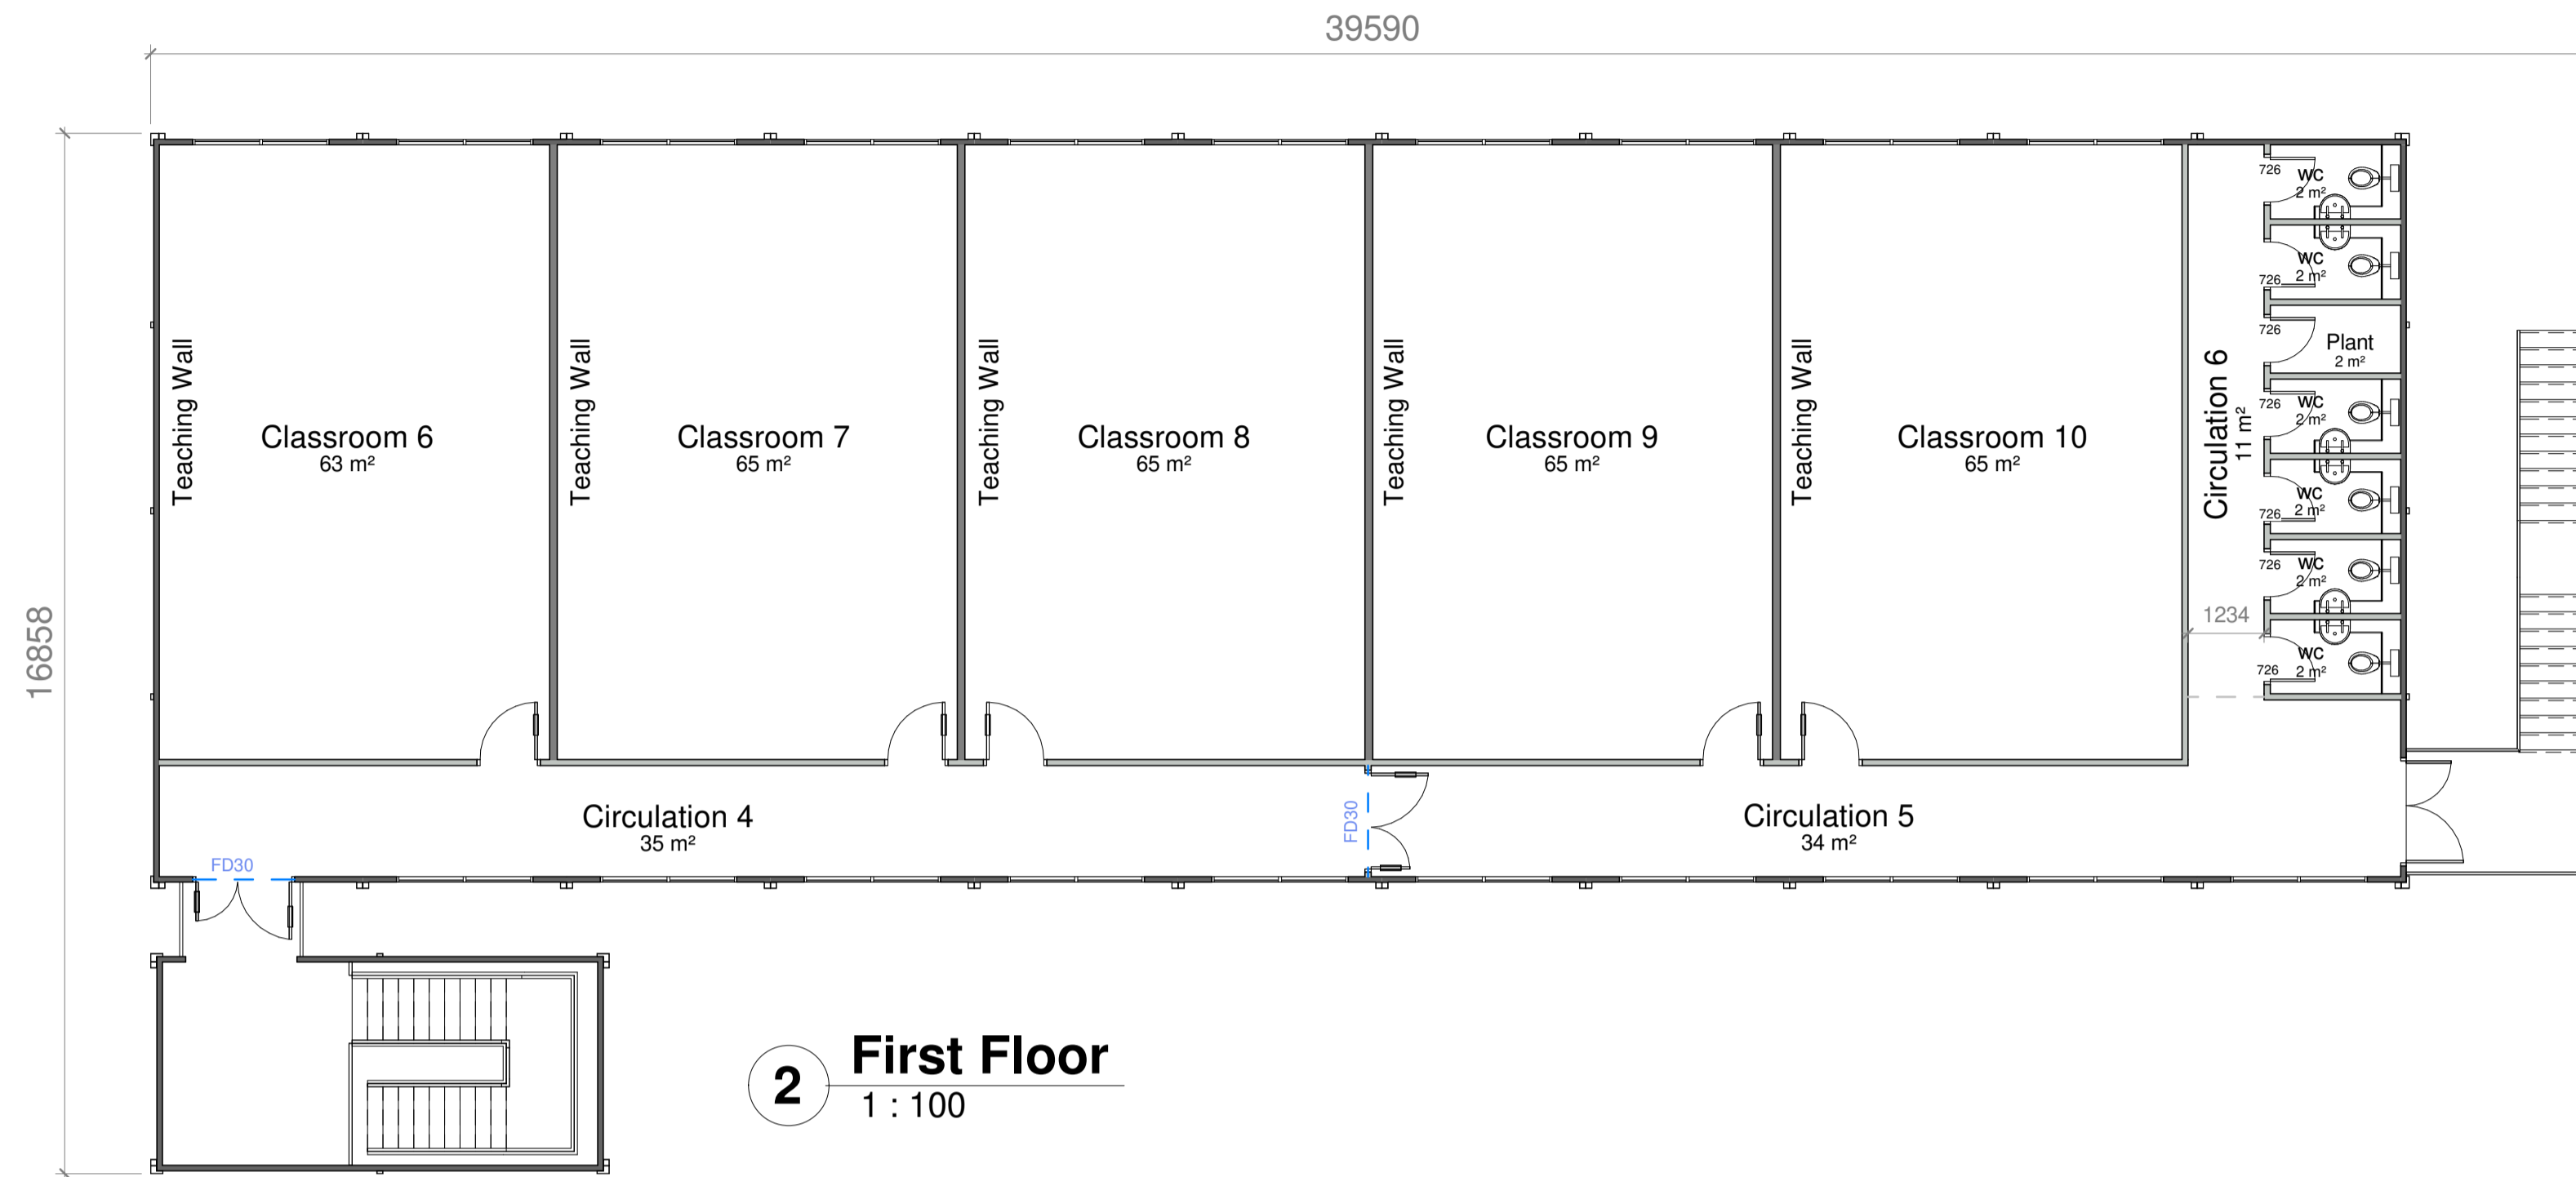 39590
16858
Teaching Wall
Classroom 6
63 m²
Teaching Wall
Classroom 7
65 m²
Teaching Wall
Classroom 8
65 m²
Teaching Wall
Classroom 9
65 m²
Teaching Wall
Classroom 10
65 m²
Circulation 6
11 m²
726
WC
2 m²
WC
2 m²
726
726
Plant
2 m²
726
WC
2 m²
WC
2 m²
726
726
WC
2 m²
1234
WC
2 m²
726
Circulation 4
35 m²
FD30
FD30
Circulation 5
34 m²
2
First Floor
1 : 100